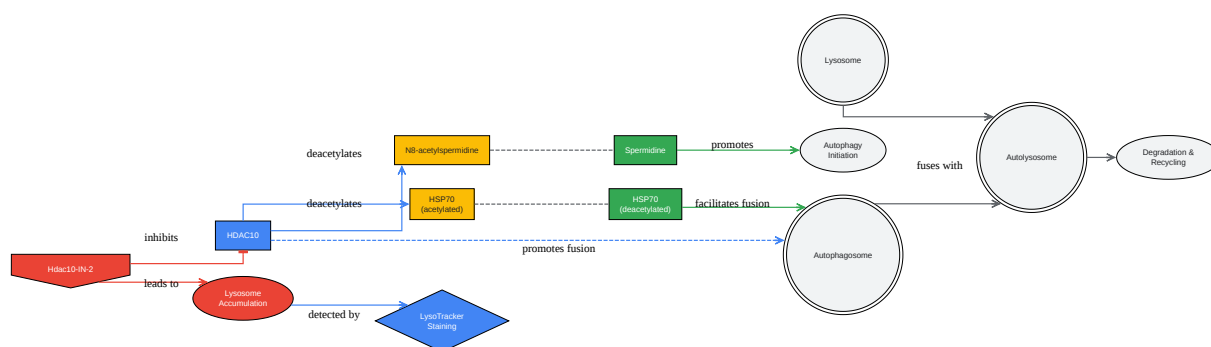 Lysosome
N8-acetylspermidine
deacetylates
Spermidine
promotes
Autophagy
Initiation
Autolysosome
fuses with
Degradation &
Recycling
HSP70
(acetylated)
deacetylates
HSP70
(deacetylated)
facilitates fusion
HDAC10
inhibits
promotes fusion
Autophagosome
Hdac10-IN-2
leads to
Lysosome
Accumulation
detected by
LysoTracker
Staining